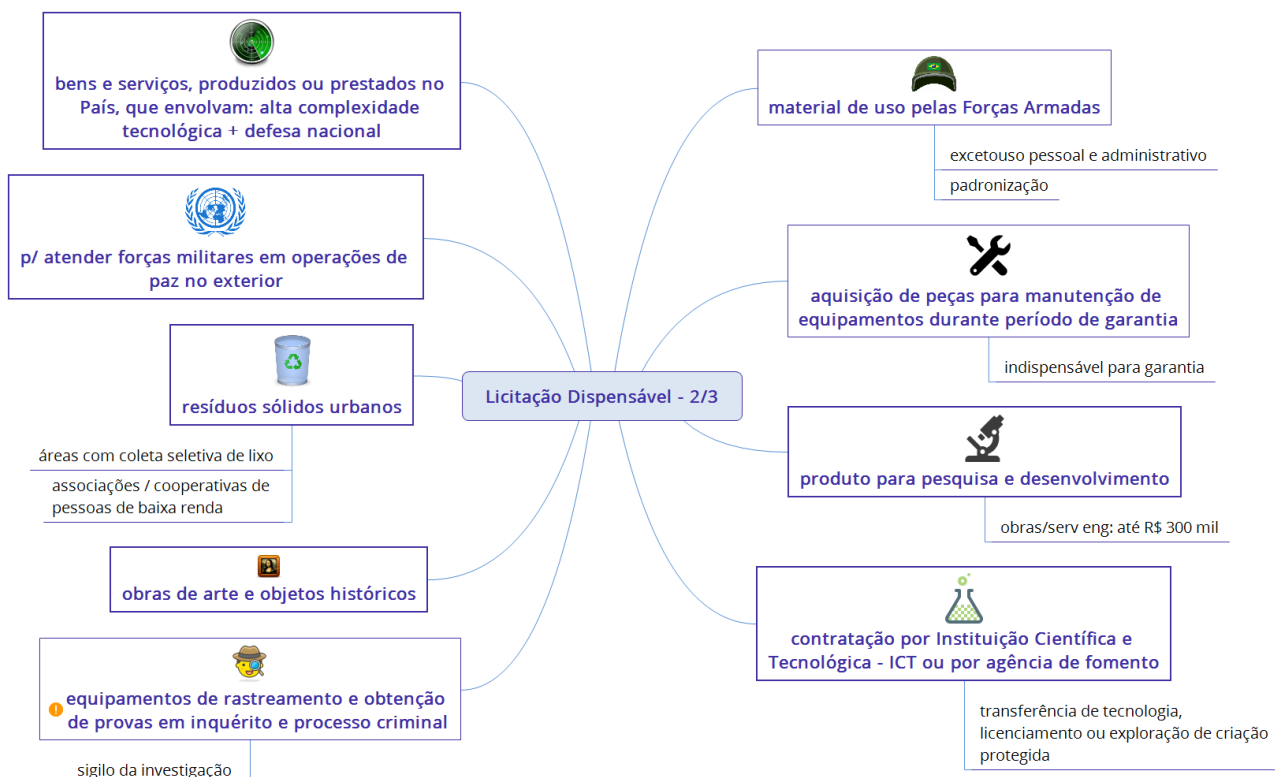 Licitação Dispensável - 2/3
bens e serviços, produzidos ou prestados no
País, que envolvam: alta complexidade
tecnológica + defesa nacional
p/ atender forças militares em operações de
paz no exterior
resíduos sólidos urbanos
áreas com coleta seletiva de lixo
associações / cooperativas de
pessoas de baixa renda
obras de arte e objetos históricos
equipamentos de rastreamento e obtenção
de provas em inquérito e processo criminal
sigilo da investigação
material de uso pelas Forças Armadas
excetouso pessoal e administrativo
padronização
aquisição de peças para manutenção de
equipamentos durante período de garantia
indispensável para garantia
produto para pesquisa e desenvolvimento
obras/serv eng: até R$ 300 mil
contratação por Instituição Científica e
Tecnológica - ICT ou por agência de fomento
transferência de tecnologia,
licenciamento ou exploração de criação
protegida